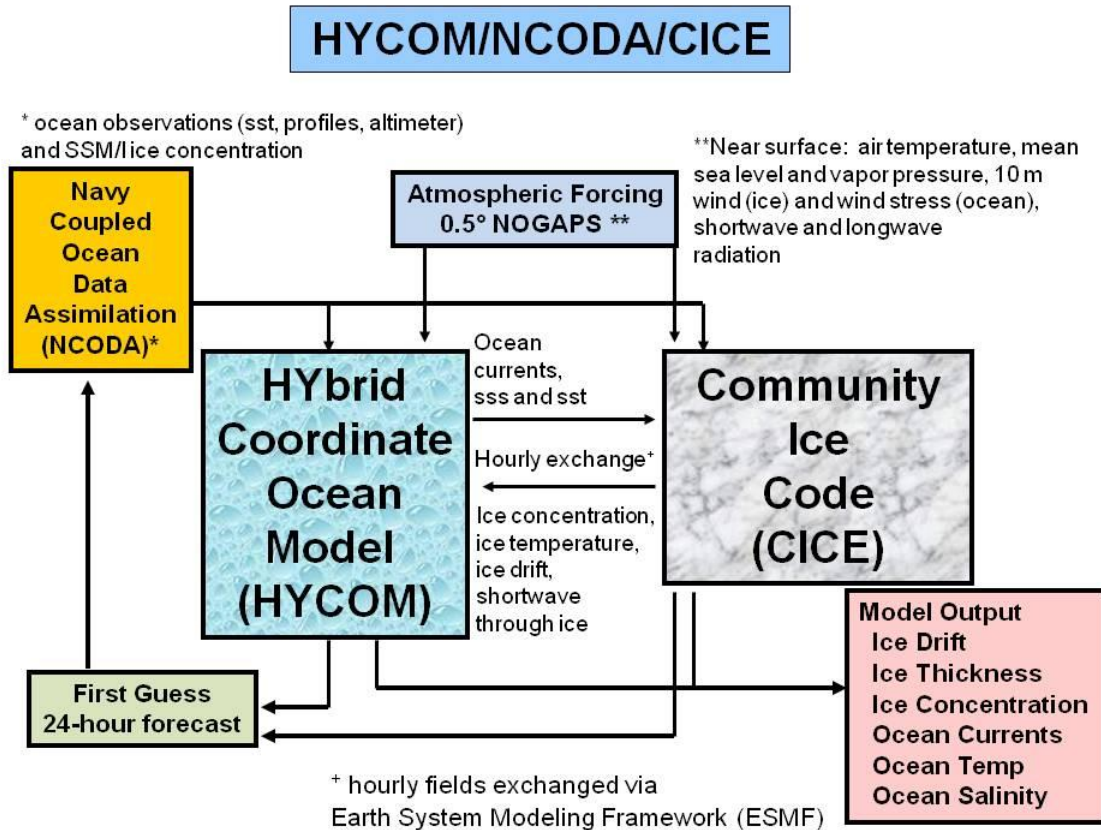 HYCOM/NCODA/CICE
* ocean observations (sst, profiles, altimeter)
and SSM/I ice concentration
**Near surface: air temperature, mean
sea level and vapor pressure, 10 m
wind (ice) and wind stress (ocean),
shortwave and longwave
radiation
Navy
Coupled
Ocean
Data
Assimilation
(NCODA)*
Atmospheric Forcing
0.5° NOGAPS **
HYbrid
Coordinate
Ocean
Model
(HYCOM)
Ocean
currents,
sss and sst
Hourly exchange+
Ice concentration,
ice temperature,
ice drift,
shortwave
through ice
Community
Ice
Code
(CICE)
First Guess
24-hour forecast
Model Output
Ice Drift
Ice Thickness
Ice Concentration
Ocean Currents
Ocean Temp
Ocean Salinity
+ hourly fields exchanged via
Earth System Modeling Framework (ESMF)